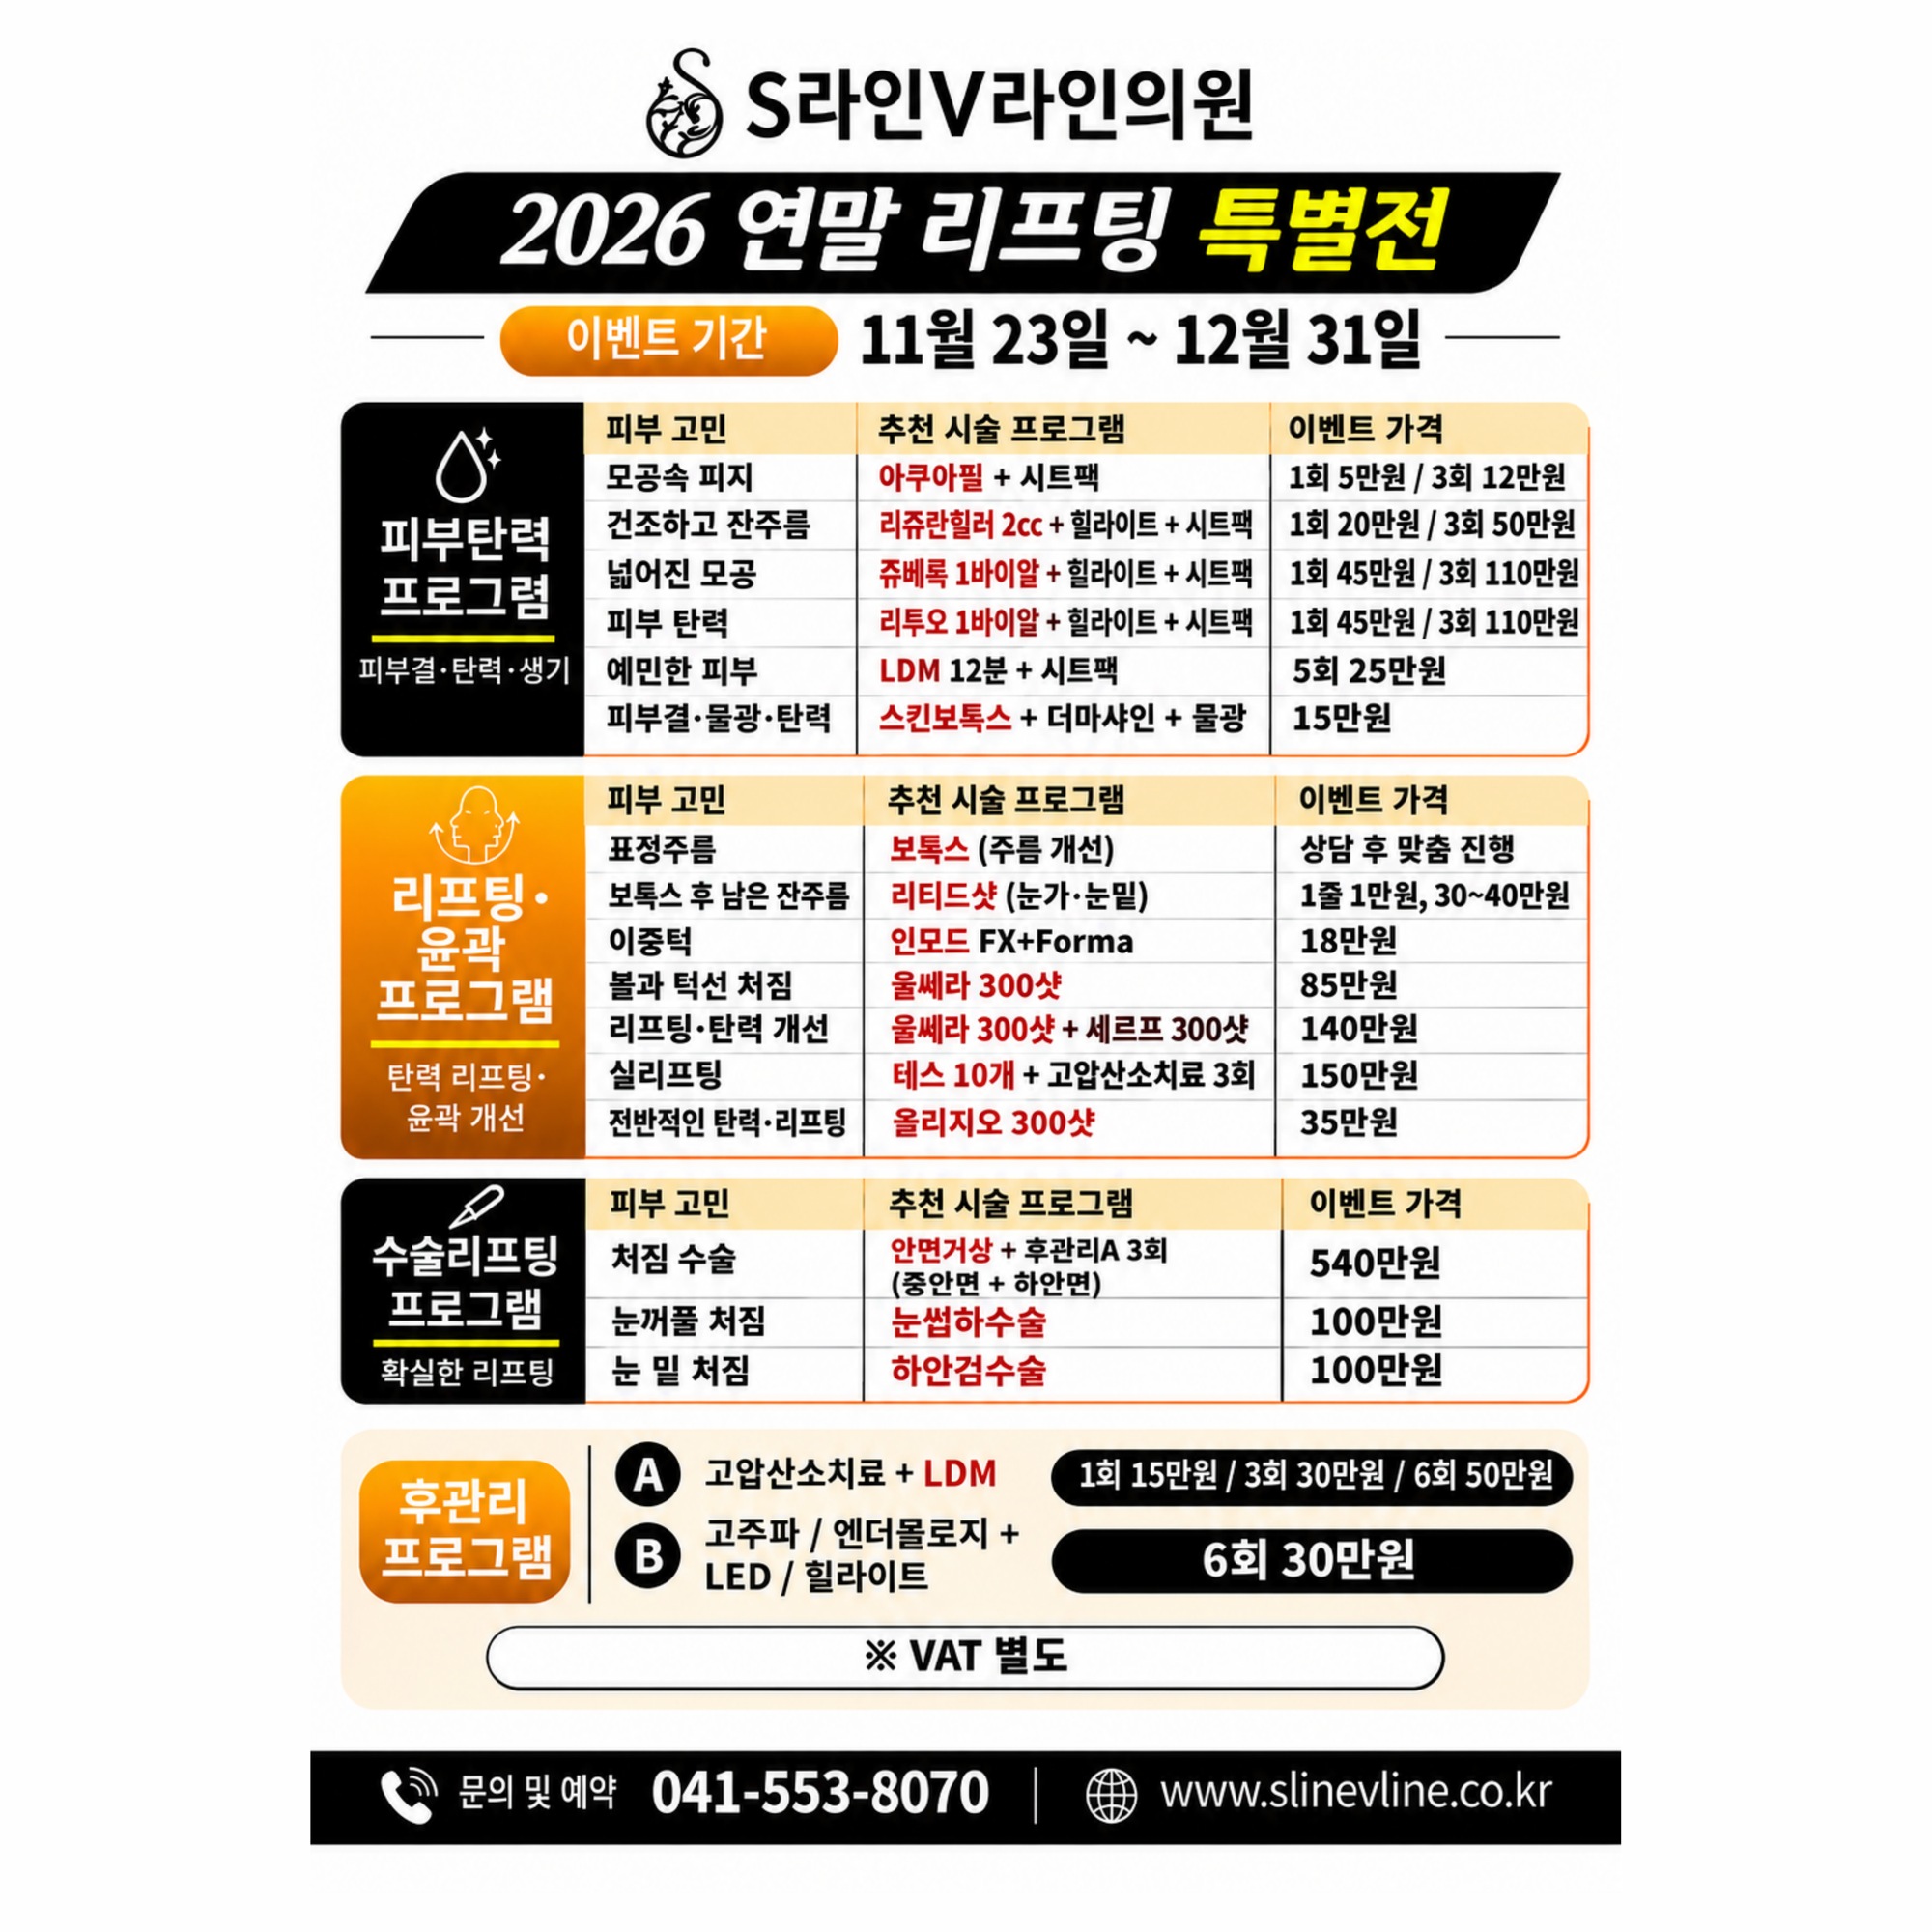 S라인V라인의원
2026 연말 리프팅 특별전
이벤트 기간 11월 23일 ~ 12월 31일
피부탄력
프로그렴
피부결·탄력·생기
피부 고민 추천 시술 프로그램 이벤트 가격
모공속 피지 아쿠아필 + 시트팩 1회 5만원 / 3회 12만원
건조하고 잔주름 리쥬란힐러 2cc + 힐라이트 + 시트팩 1회 20만원 / 3회 50만원
넓어진 모공 쥬베룩 1바이알 + 힐라이트 + 시트팩 1회 45만원 / 3회 110만원
피부 탄력 리투오 1바이알 + 힐라이트 + 시트팩 1회 45만원 / 3회 110만원
예민한 피부 LDM 12분 + 시트팩 5회 25만원
피부결·물광·탄력 스킨보톡스 + 더마샤인 + 물광 15만원
리프팅·
윤곽
프로그램
탄력 리프팅·
윤곽 개선
피부 고민 추천 시술 프로그램 이벤트 가격
표정주름 보톡스 (주름 개선) 상담 후 맞춤 진행
보톡스 후 남은 잔주름 리티드샷 (눈가·눈밑) 1줄 1만원, 30~40만원
이중턱 인모드 FX+Forma 18만원
볼과 턱선 처짐 울쎄라 300샷 85만원
리프팅·탄력 개선 울쎄라 300샷 + 세르프 300샷 140만원
실리프팅 테스 10개 + 고압산소치료 3회 150만원
전반적인 탄력·리프팅 올리지오 300샷 35만원
수술리프팅
프로그램
확실한 리프팅
피부 고민 추천 시술 프로그램 이벤트 가격
처짐 수술 안면거상 + 후관리A 3회 540만원
(중안면 + 하안면)
눈꺼풀 처짐 눈썹하수술 100만원
눈 밑 처짐 하안검수술 100만원
후관리
프로그램
A 고압산소치료 + LDM 1회 15만원 / 3회 30만원 / 6회 50만원
B 고주파 / 엔더몰로지 +
LED / 힐라이트
6회 30만원
※ VAT 별도
문의 및 예약 041-553-8070 www.slinevline.co.kr